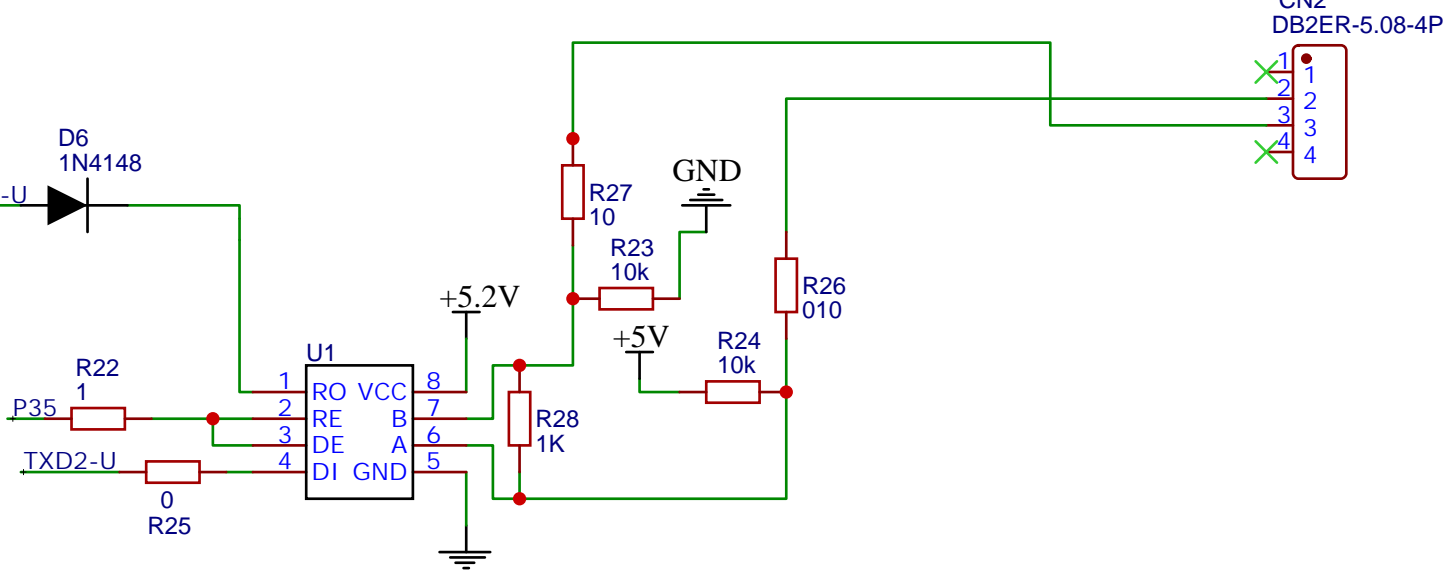 CN2
DB2ER-5.08-4P
1
1
2
2
3
3
4
4
D6
1N4148
-U
R27
10
GND
R23
10k
R26
010
+5.2V
+5V
R24
10k
U1
R22
1
P35
1
RO
VCC
8
2
RE
B
7
3
DE
A
6
4
DI
GND
5
R28
1K
TXD2-U
0
R25